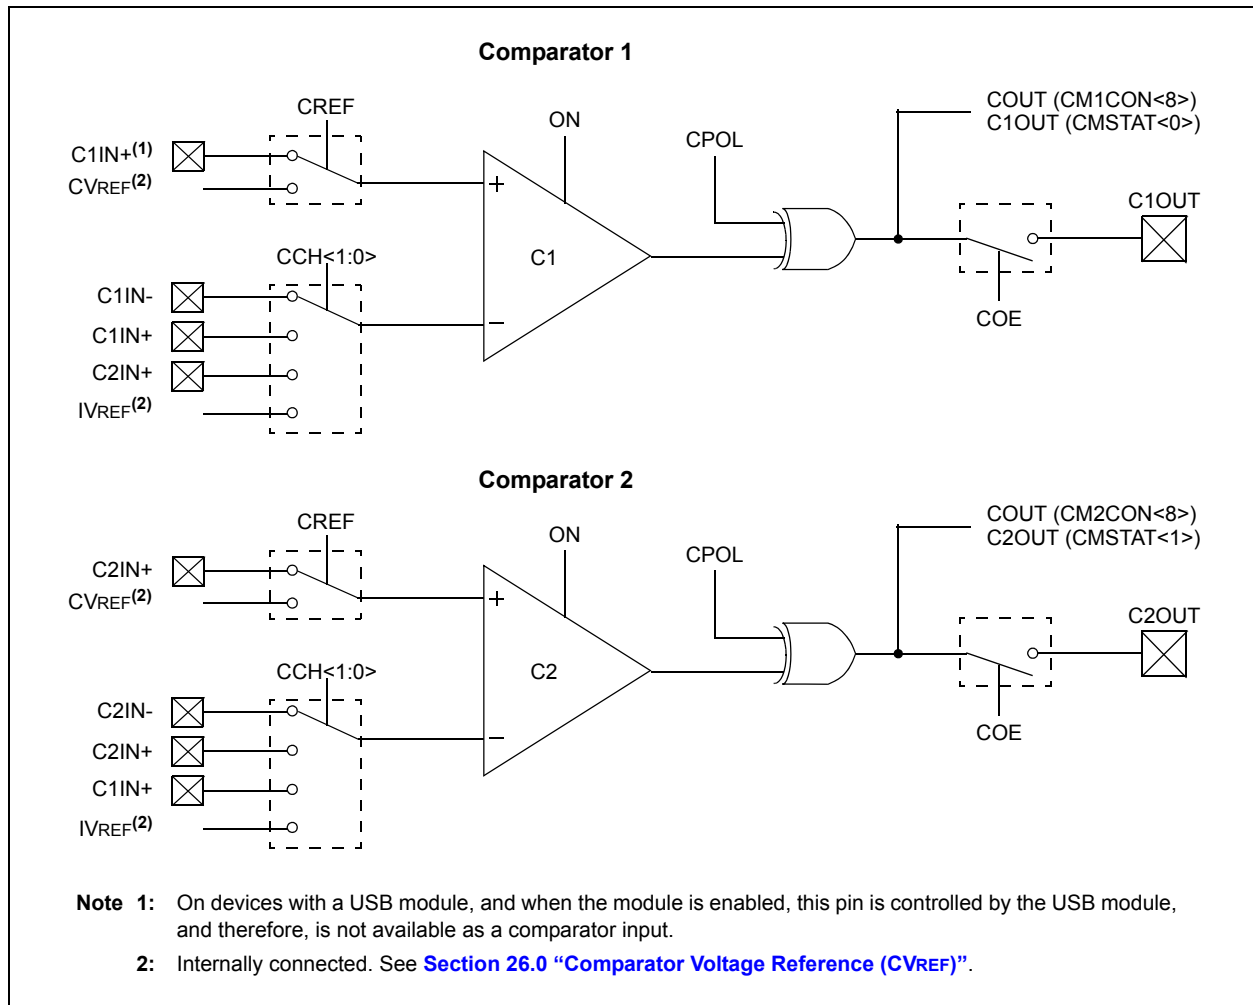 Comparator 1
CREF
ON
CPOL
COUT (CM1CON<8>)
C1OUT (CMSTAT<0>)
C1IN+(1)
CVREF(2)
C1OUT
+
CCH<1:0>
C1
C1IN-
C1IN+
C2IN+
IVREF(2)
–
COE
Comparator 2
CREF
ON
CPOL
COUT (CM2CON<8>)
C2OUT (CMSTAT<1>)
C2IN+
CVREF(2)
C2OUT
+
CCH<1:0>
C2
C2IN-
C2IN+
C1IN+
IVREF(2)
–
COE
Note 1: On devices with a USB module, and when the module is enabled, this pin is controlled by the USB module,
and therefore, is not available as a comparator input.
2: Internally connected. See Section 26.0 “Comparator Voltage Reference (CVREF)”.